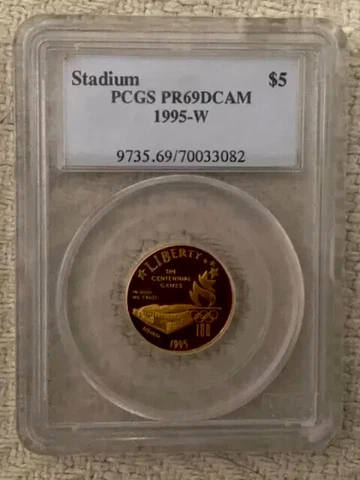 Stadium $5
PCGS PR69DCAM
1995-W
9735.69/70033082
LIBERTY
THE
CENTENNIAL
GAMES
IN GOD
WE TRUST
1995